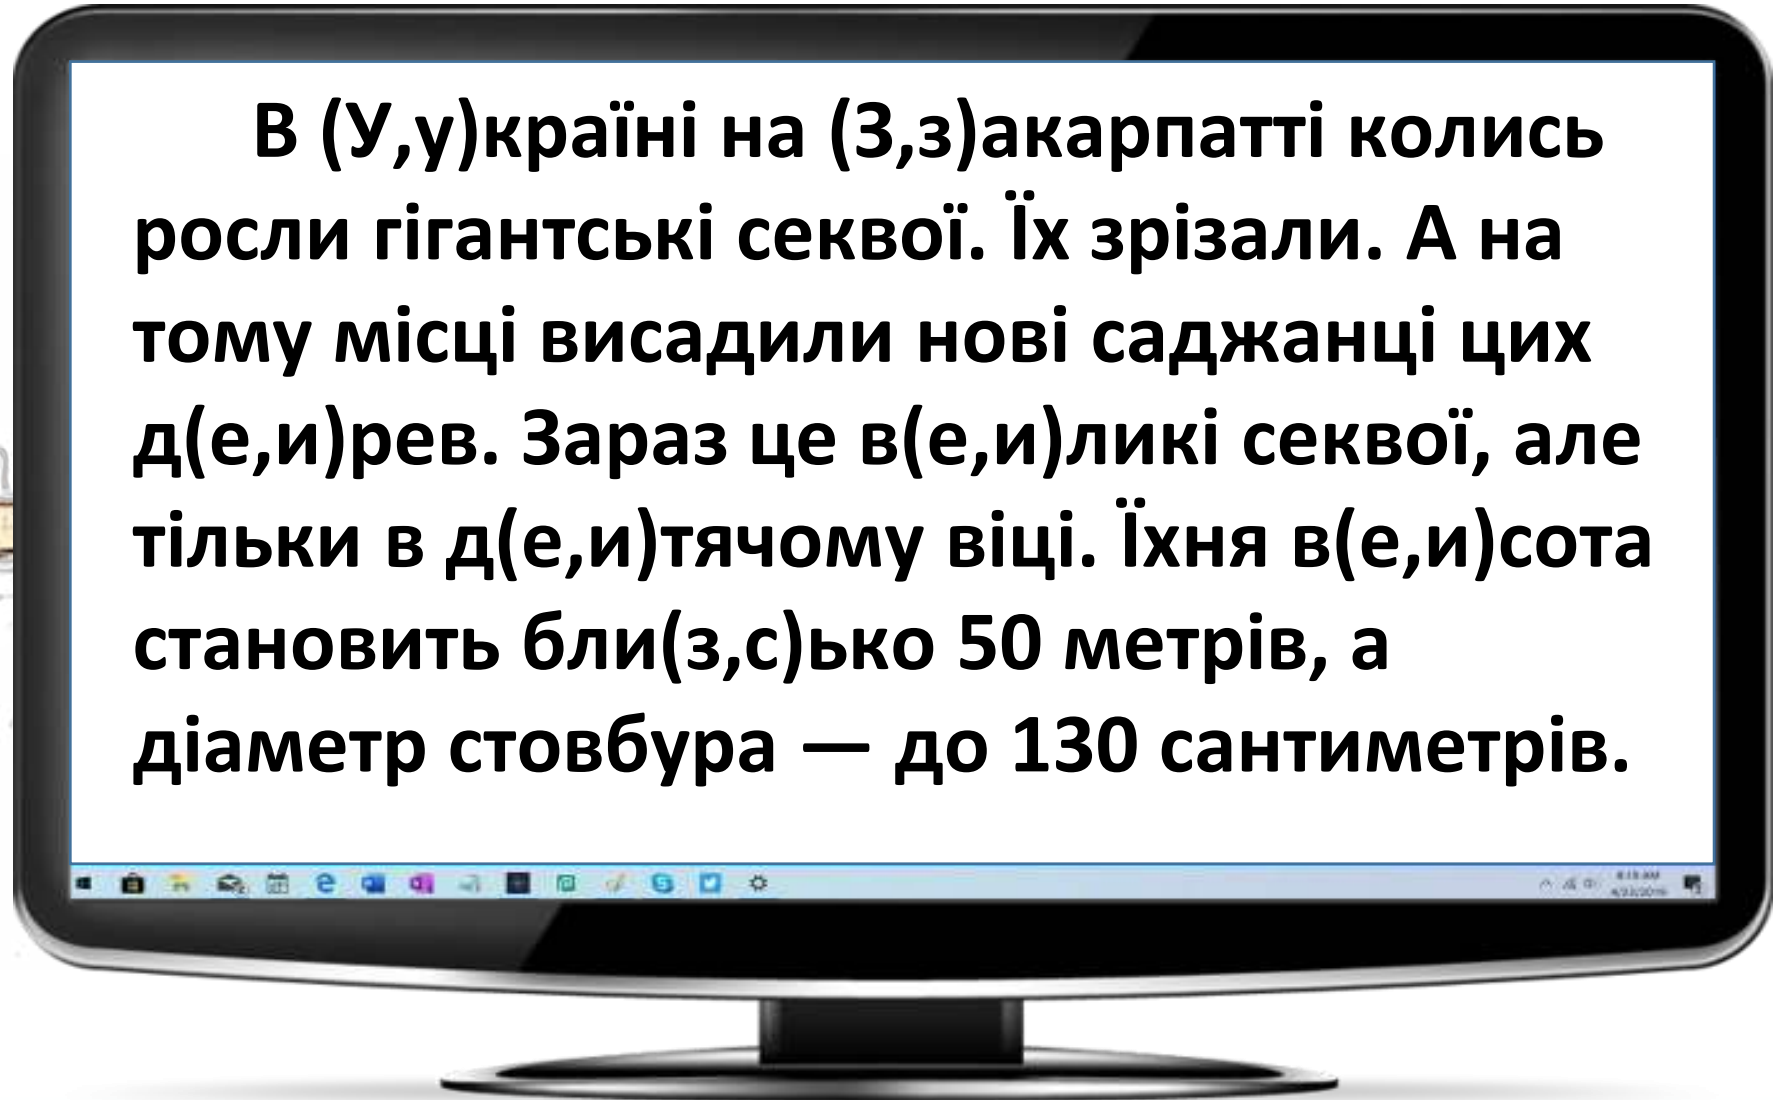 В (У,у)країні на (З,з)акарпатті колись
росли гігантські секвої. Їх зрізали. А на
тому місці висадили нові саджанці цих
д(е,и)рев. Зараз це в(е,и)ликі секвої, але
тільки в д(е,и)тячому віці. Їхня в(е,и)сота
становить бли(з,с)ько 50 метрів, а
діаметр стовбура — до 130 сантиметрів.